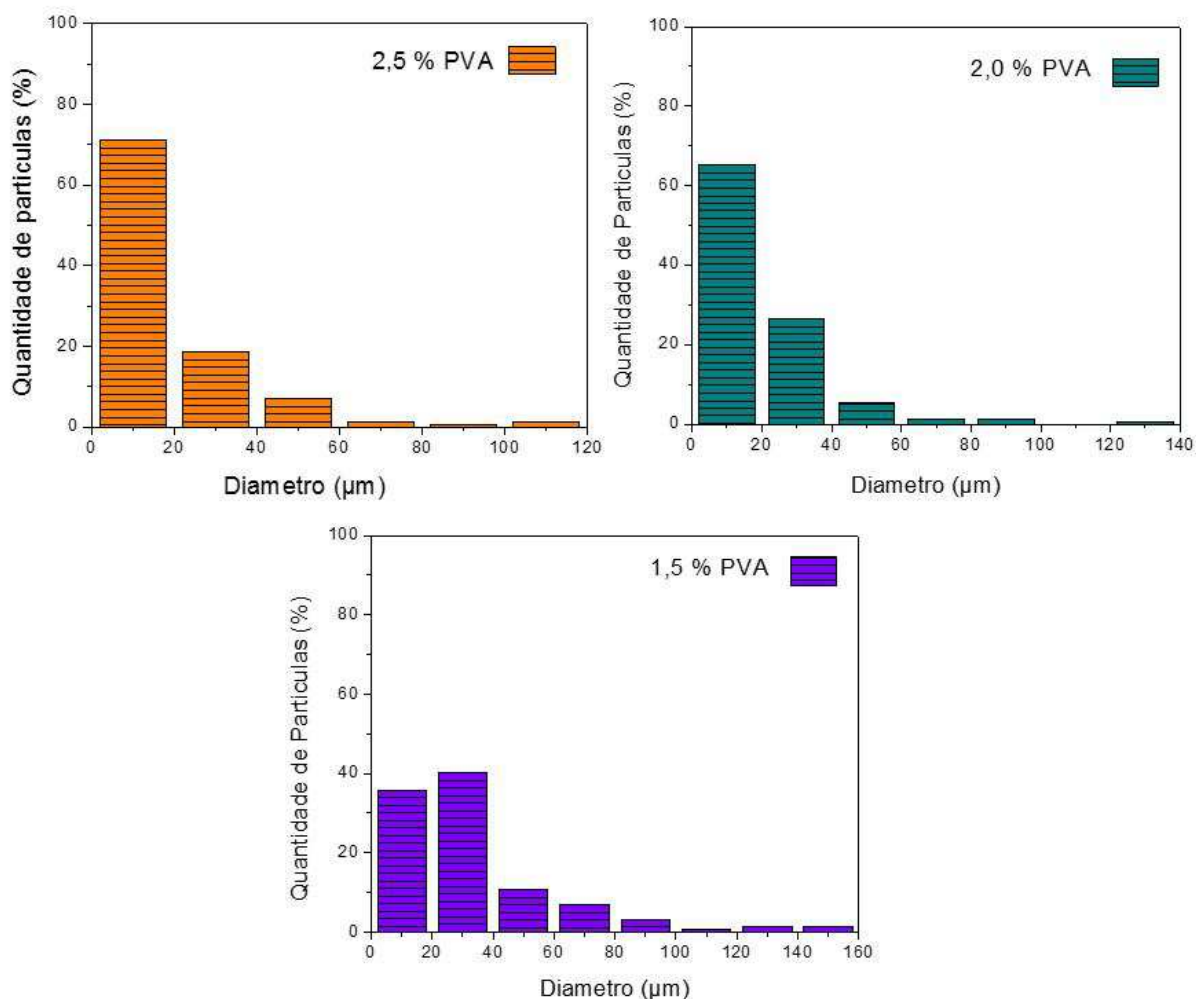 2,5 % PVA
Quantidade de particulas (%)
100
80
60
40
20
0
0 20 40 60 80 100 120
Diametro (µm)
2,0 % PVA
Quantidade de Particulas (%)
100
80
60
40
20
0
0 20 40 60 80 100 120 140
Diametro (µm)
1,5 % PVA
Quantidade de Particulas (%)
100
80
60
40
20
0
0 20 40 60 80 100 120 140 160
Diametro (µm)